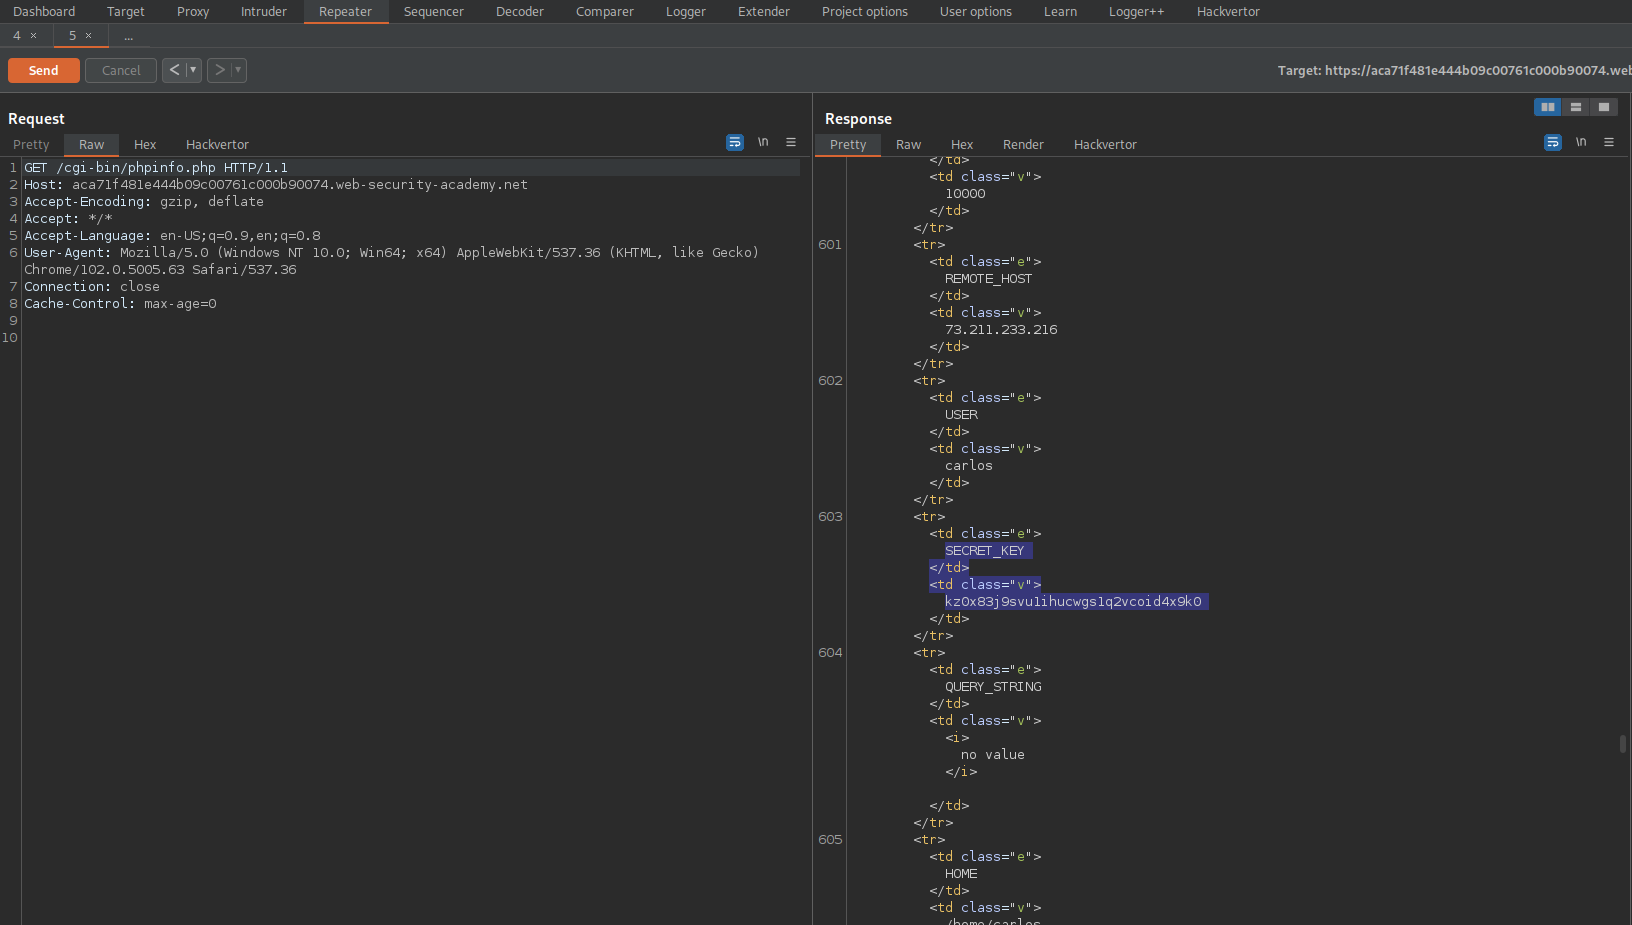 Dashboard Target Proxy Intruder Repeater Sequencer Decoder Comparer Logger Extender Project options User options Learn Logger++ Hackvertor
4 × 5 × ...
Send Cancel < ▼ > ▼ Target: https://aca71f481e444b09c00761c000b90074.web
Request
Pretty Raw Hex Hackvertor \n ≡
1 GET /cgi-bin/phpinfo.php HTTP/1.1
2 Host: aca71f481e444b09c00761c000b90074.web-security-academy.net
3 Accept-Encoding: gzip, deflate
4 Accept: */*
5 Accept-Language: en-US;q=0.9,en;q=0.8
6 User-Agent: Mozilla/5.0 (Windows NT 10.0; Win64; x64) AppleWebKit/537.36 (KHTML, like Gecko)
Chrome/102.0.5005.63 Safari/537.36
7 Connection: close
8 Cache-Control: max-age=0
9
10
Response
Pretty Raw Hex Render Hackvertor \n ≡
</td>
<td class="v">
10000
</td>
</tr>
601 <tr>
<td class="e">
REMOTE_HOST
</td>
<td class="v">
73.211.233.216
</td>
</tr>
602 <tr>
<td class="e">
USER
</td>
<td class="v">
carlos
</td>
</tr>
603 <tr>
<td class="e">
SECRET_KEY
</td>
<td class="v">
kz0x83j9svu1ihucwgs1q2vcoid4x9k0
</td>
</tr>
604 <tr>
<td class="e">
QUERY_STRING
</td>
<td class="v">
<i>
no value
</i>
</td>
</tr>
605 <tr>
<td class="e">
HOME
</td>
<td class="v">
/home/carlos